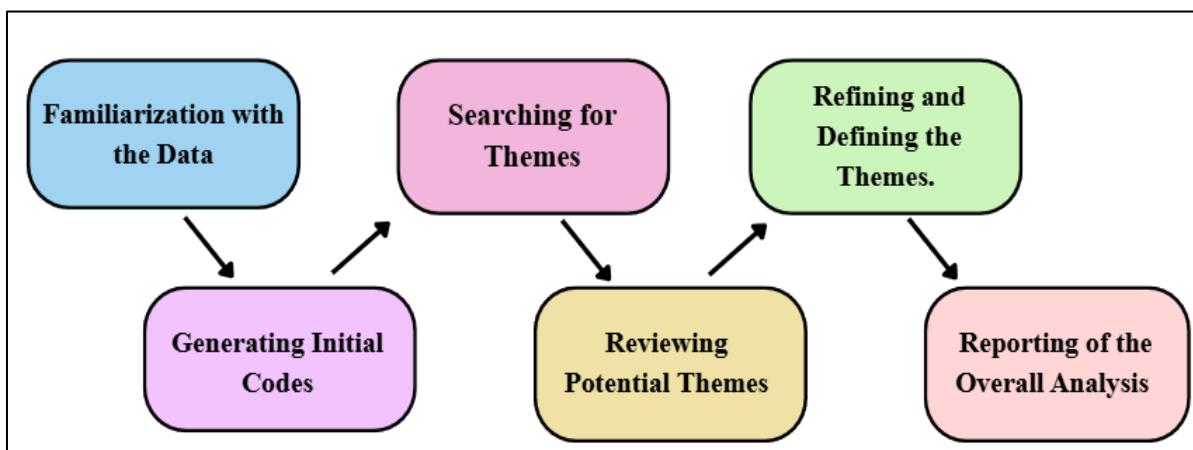 Familiarization with
the Data
Generating Initial
Codes
Searching for
Themes
Reviewing
Potential Themes
Refining and
Defining the
Themes.
Reporting of the
Overall Analysis